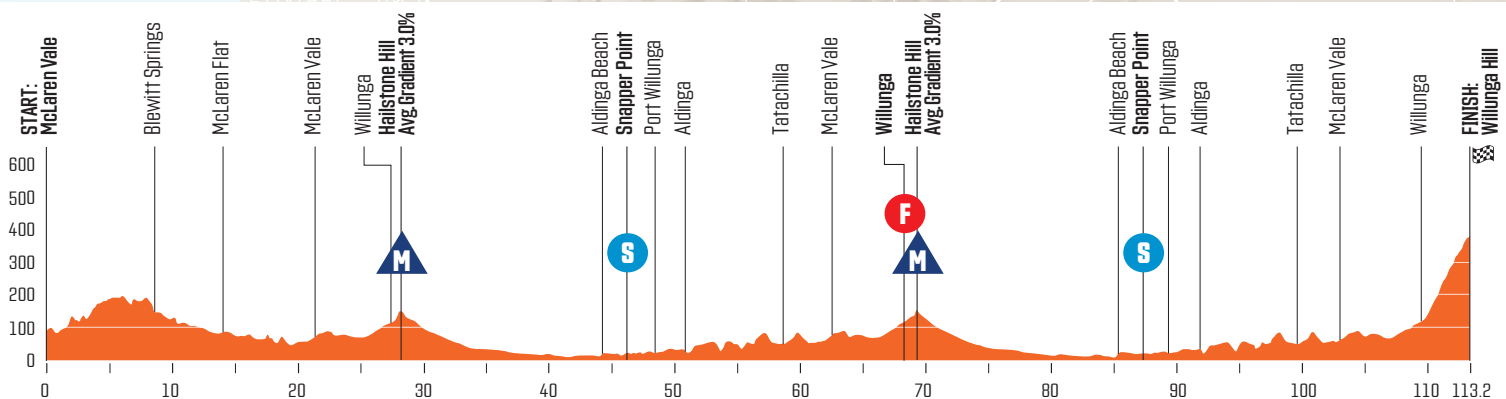 START:
McLaren Vale
Blewitt Springs
McLaren Flat
McLaren Vale
Willunga
Hailstone Hill
Avg. Gradient 3.0%
Aldinga Beach
Snapper Point
Port Willunga
Aldinga
Tatachilla
McLaren Vale
Willunga
Hailstone Hill
Avg. Gradient 3.0%
Aldinga Beach
Snapper Point
Port Willunga
Aldinga
Tatachilla
McLaren Vale
Willunga
FINISH:
Willunga Hill
600
500
400
300
200
100
0
M
S
F
M
S
0 10 20 30 40 50 60 70 80 90 100 110 113.2